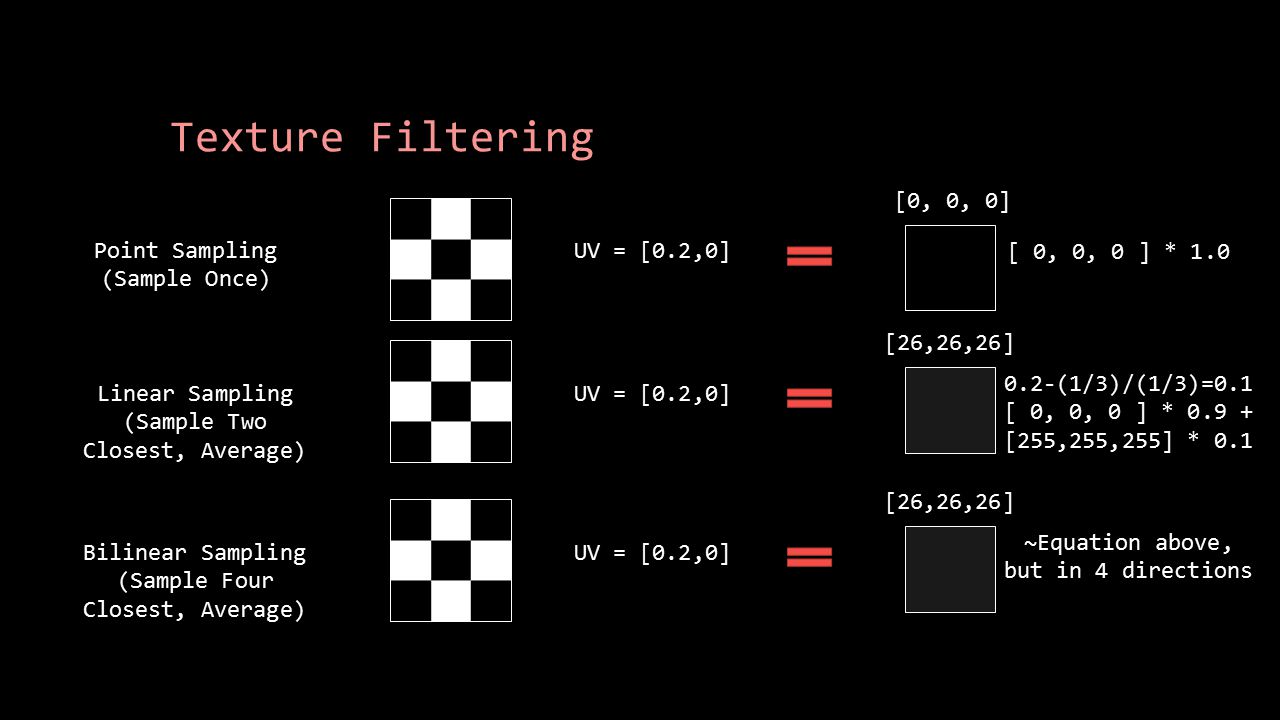 Texture Filtering
Point Sampling
(Sample Once)
UV = [0.2,0]
[0, 0, 0]
[ 0, 0, 0 ] * 1.0
Linear Sampling
(Sample Two
Closest, Average)
UV = [0.2,0]
[26,26,26]
0.2-(1/3)/(1/3)=0.1
[ 0, 0, 0 ] * 0.9 +
[255,255,255] * 0.1
Bilinear Sampling
(Sample Four
Closest, Average)
UV = [0.2,0]
[26,26,26]
~Equation above,
but in 4 directions